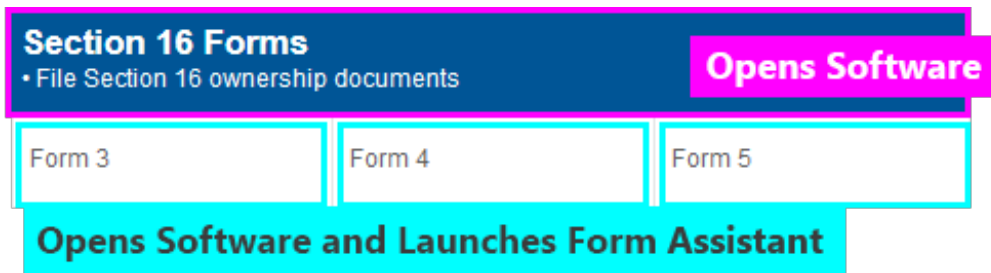 Section 16 Forms
• File Section 16 ownership documents
Opens Software
Form 3
Form 4
Form 5
Opens Software and Launches Form Assistant